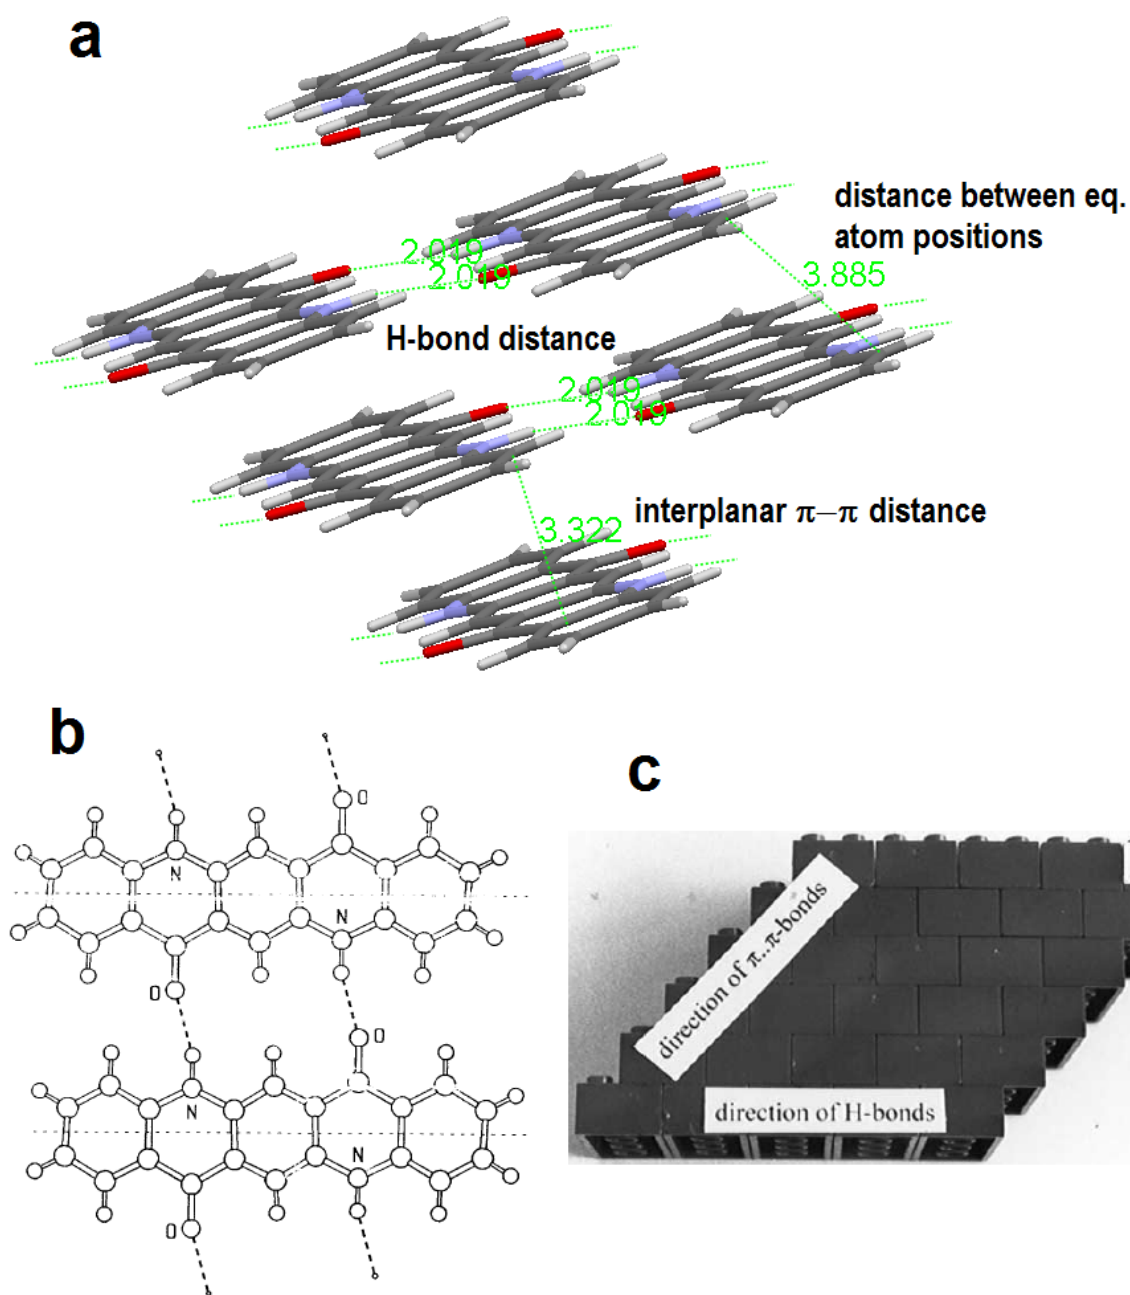 a
distance between eq.
atom positions
2.019
2.019
3.885
H-bond distance
2.019
2.019
interplanar π–π distance
3.322
b
c
O
N
N
O
O
N
N
O
direction of π..π-bonds
direction of H-bonds